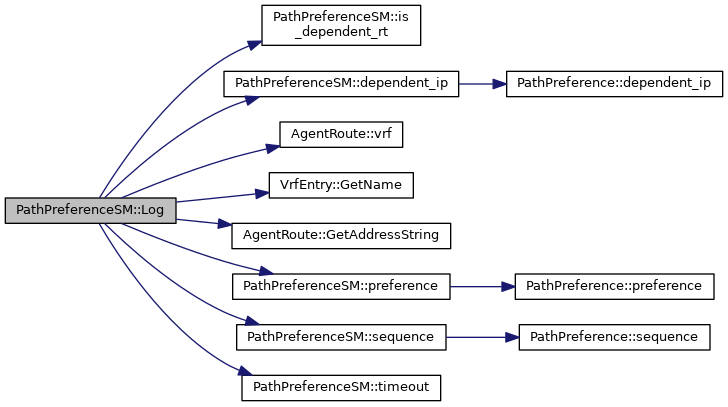 PathPreferenceSM::is
_dependent_rt
PathPreferenceSM::dependent_ip
PathPreference::dependent_ip
AgentRoute::vrf
VrfEntry::GetName
PathPreferenceSM::Log
AgentRoute::GetAddressString
PathPreferenceSM::preference
PathPreference::preference
PathPreferenceSM::sequence
PathPreference::sequence
PathPreferenceSM::timeout